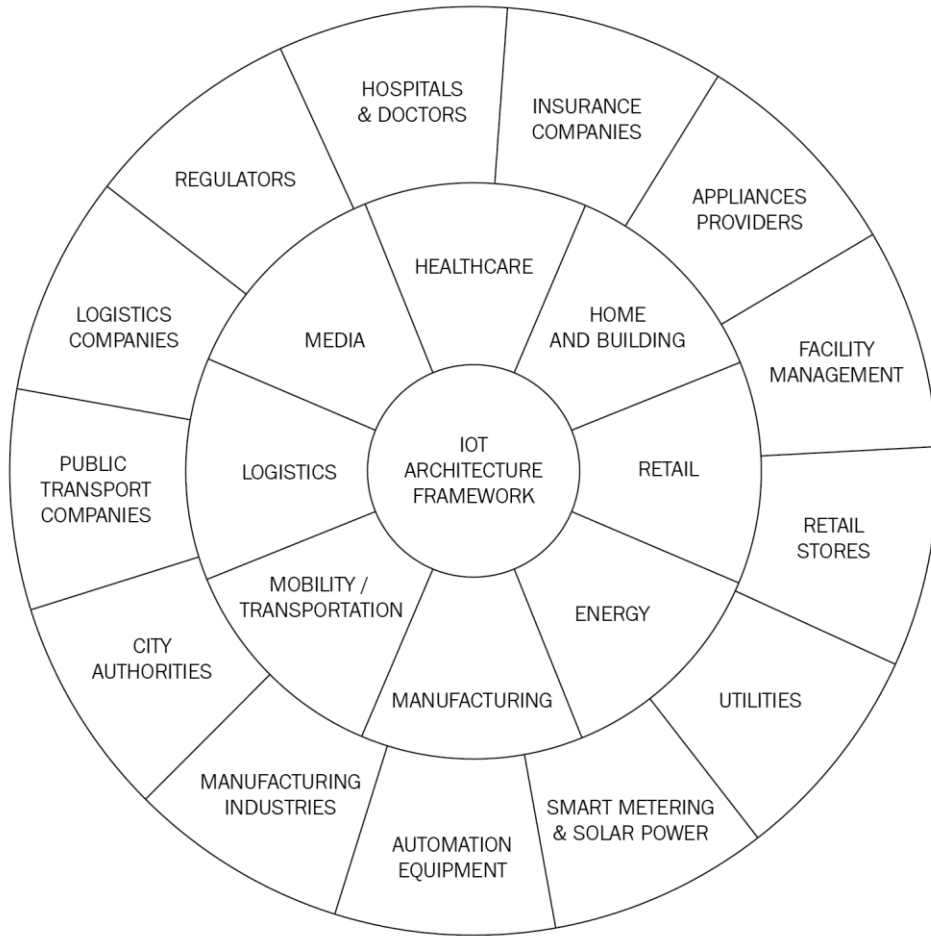 HOSPITALS
& DOCTORS
INSURANCE
COMPANIES
APPLIANCES
PROVIDERS
FACILITY
MANAGEMENT
RETAIL
STORES
UTILITIES
SMART METERING
& SOLAR POWER
AUTOMATION
EQUIPMENT
MANUFACTURING
INDUSTRIES
CITY
AUTHORITIES
PUBLIC
TRANSPORT
COMPANIES
LOGISTICS
COMPANIES
REGULATORS
HEALTHCARE
HOME
AND BUILDING
RETAIL
ENERGY
MANUFACTURING
MOBILITY /
TRANSPORTATION
LOGISTICS
MEDIA
IOT
ARCHITECTURE
FRAMEWORK